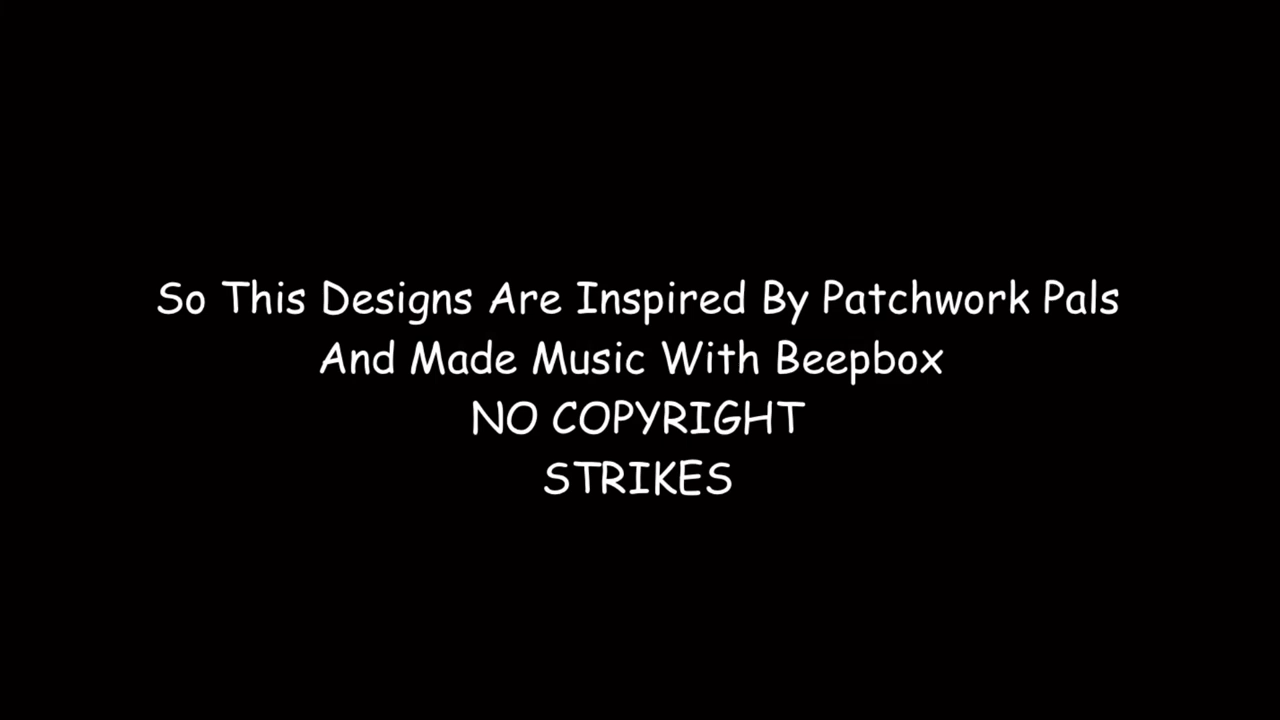 So This Designs Are Inspired By Patchwork Pals
And Made Music With Beepbox
NO COPYRIGHT
STRIKES